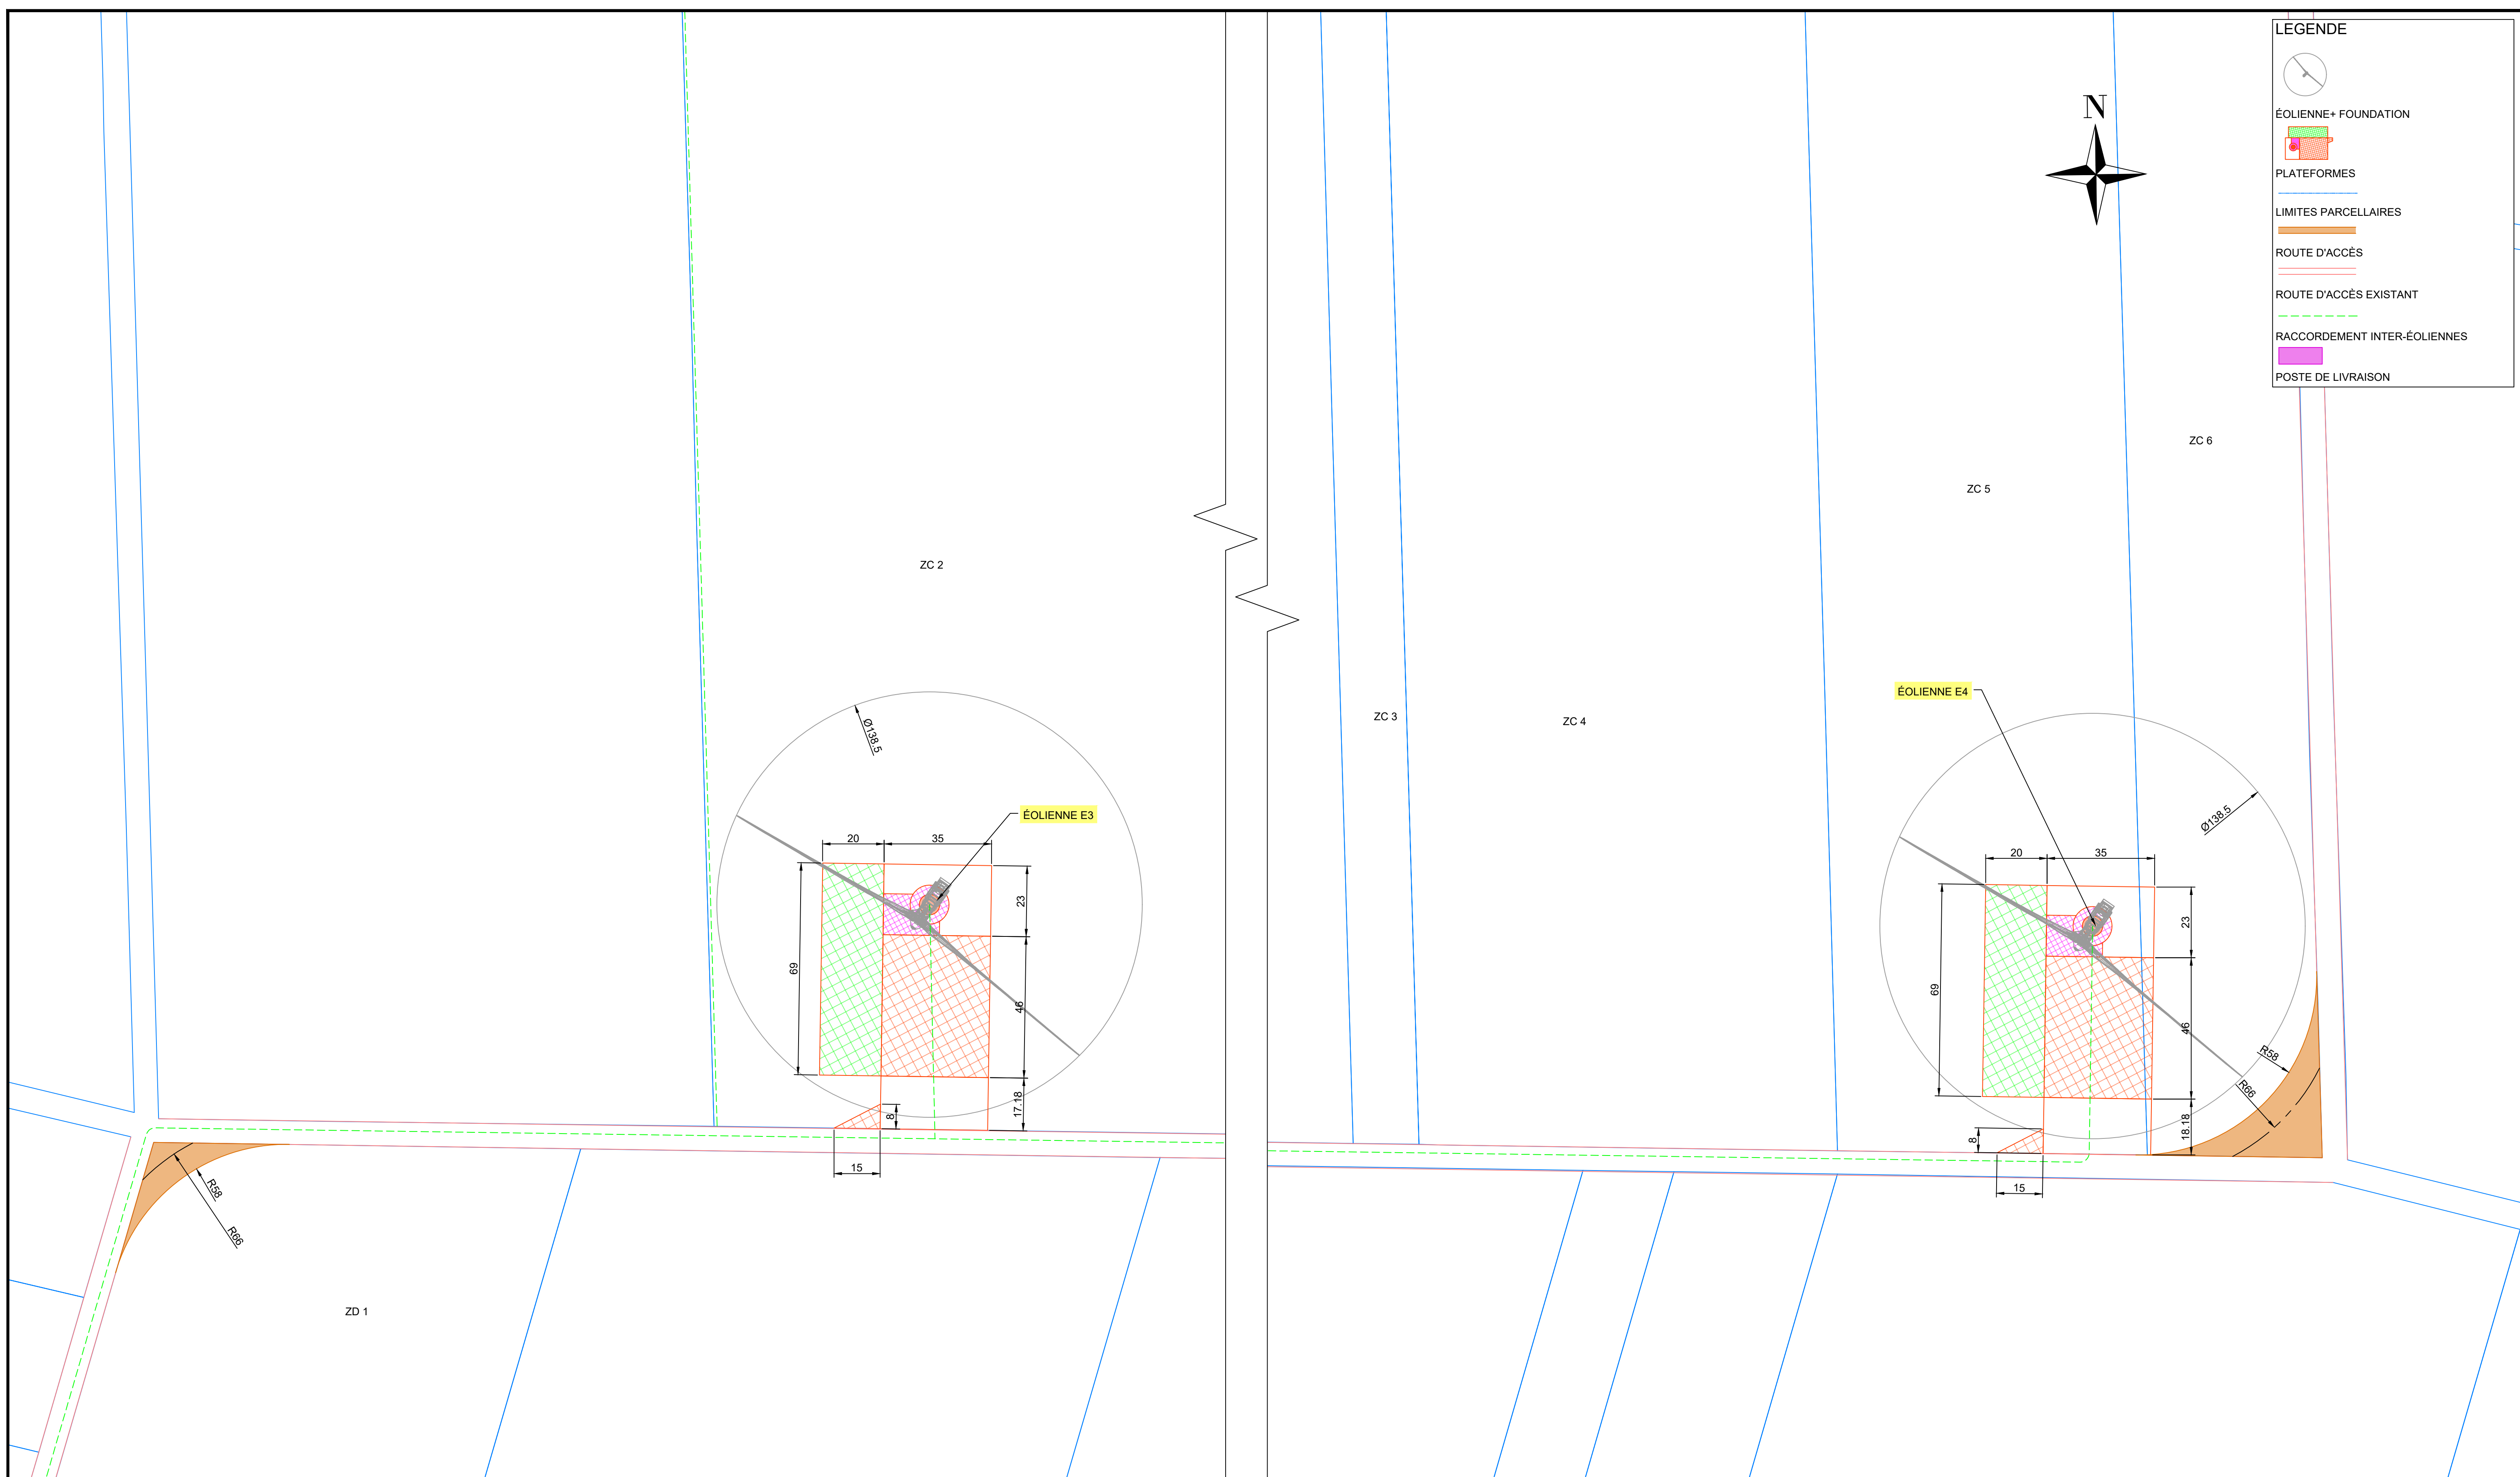 LEGENDE
ÉOLIENNE+ FOUNDATION
PLATEFORMES
LIMITES PARCELLAIRES
ROUTE D'ACCÈS
ROUTE D'ACCÈS EXISTANT
RACCORDEMENT INTER-ÉOLIENNES
POSTE DE LIVRAISON
N
ZC 6
ZC 5
ZC 2
ZC 3
ZC 4
ÉOLIENNE E3
Ø138.5
20
35
23
69
46
17.18
8
15
R58
R66
ZD 1
ÉOLIENNE E4
Ø138.5
20
35
23
69
46
18.18
8
15
R58
R66